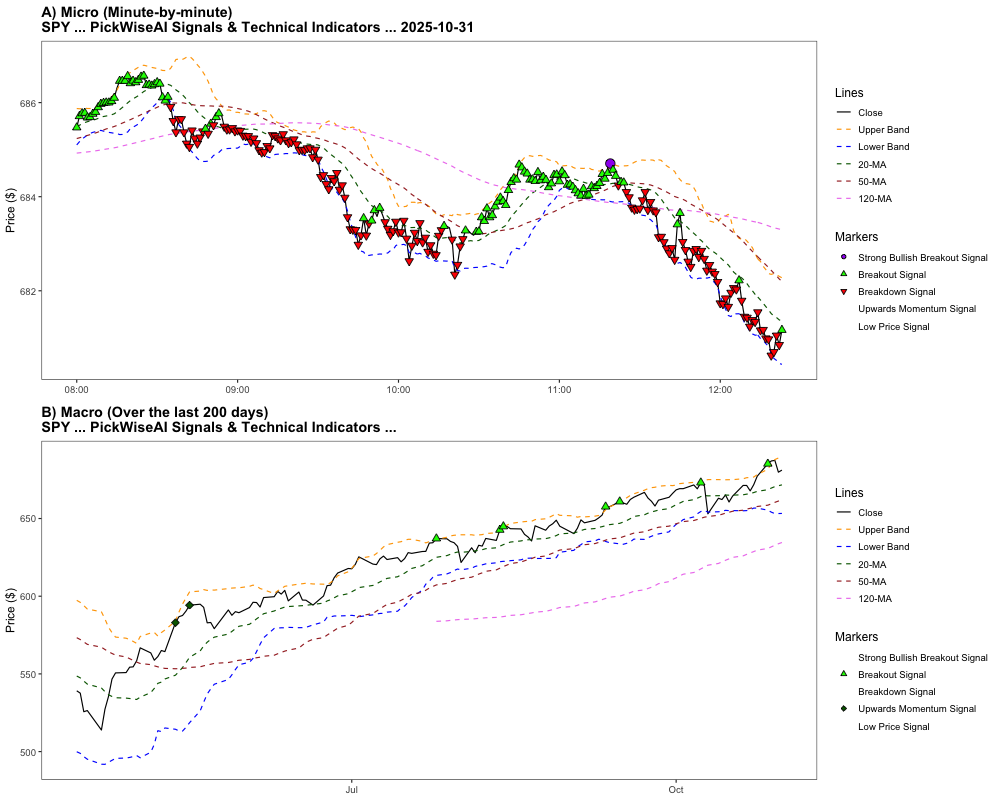 A) Micro (Minute-by-minute)
SPY ... PickWiseAI Signals & Technical Indicators ... 2025-10-31
Price ($)
686
684
682
08:00
09:00
10:00
11:00
12:00
Lines
Close
Upper Band
Lower Band
20-MA
50-MA
120-MA
Markers
Strong Bullish Breakout Signal
Breakout Signal
Breakdown Signal
Upwards Momentum Signal
Low Price Signal
B) Macro (Over the last 200 days)
SPY ... PickWiseAI Signals & Technical Indicators ...
Price ($)
650
600
550
500
Jul
Oct
Lines
Close
Upper Band
Lower Band
20-MA
50-MA
120-MA
Markers
Strong Bullish Breakout Signal
Breakout Signal
Breakdown Signal
Upwards Momentum Signal
Low Price Signal